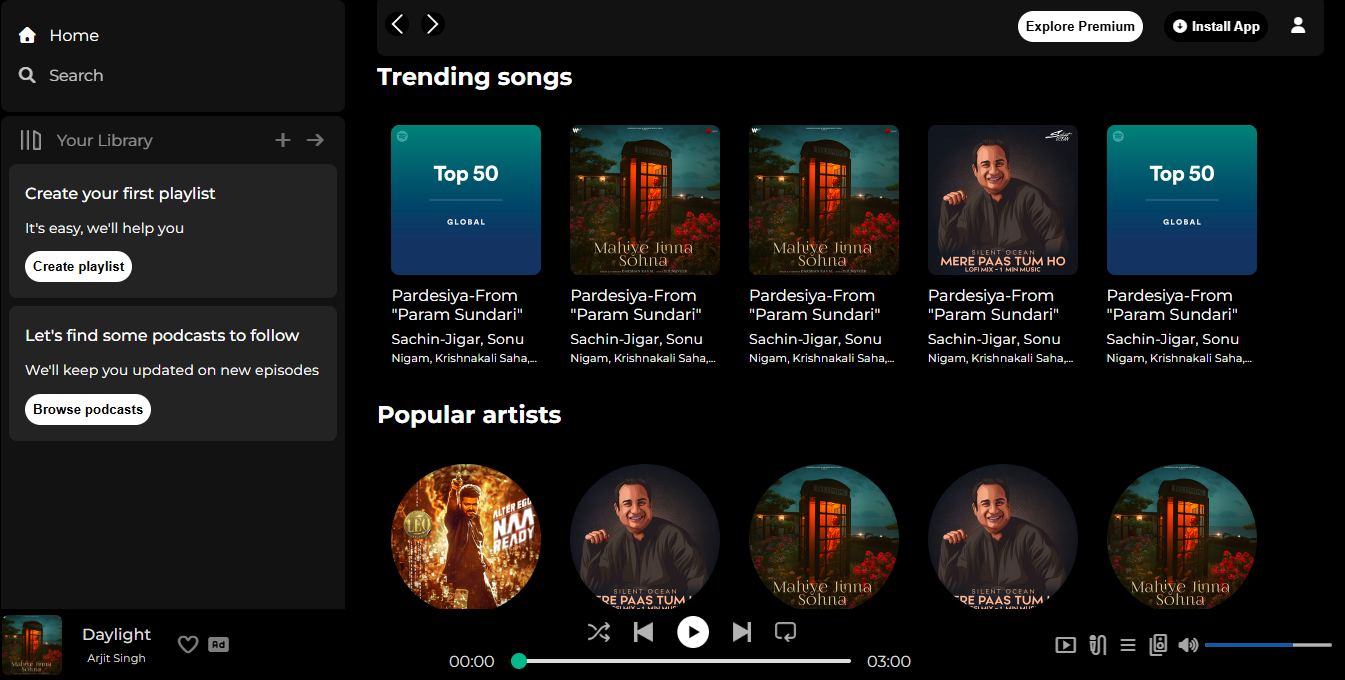 Home
Search
Your Library
Create your first playlist
It's easy, we'll help you
Create playlist
Let's find some podcasts to follow
We'll keep you updated on new episodes
Browse podcasts
Explore Premium
Install App
Trending songs
Top 50
GLOBAL
Pardesiya-From
"Param Sundari"
Sachin-Jigar, Sonu
Nigam, Krishnakali Saha,...
Mahiye Jinna
Sohna
Pardesiya-From
"Param Sundari"
Sachin-Jigar, Sonu
Nigam, Krishnakali Saha,...
Mahiye Jinna
Sohna
Pardesiya-From
"Param Sundari"
Sachin-Jigar, Sonu
Nigam, Krishnakali Saha,...
SILENT OCEAN
MERE PAAS TUM HO
LOFI MIX - 1 MIN MUSIC
Pardesiya-From
"Param Sundari"
Sachin-Jigar, Sonu
Nigam, Krishnakali Saha,...
Top 50
GLOBAL
Pardesiya-From
"Param Sundari"
Sachin-Jigar, Sonu
Nigam, Krishnakali Saha,...
Popular artists
LEO
ALTER EGO
NAA
READY
SILENT OCEAN
ERE PAAS TUM H
Mahiye Jinna
Sohna
SILENT OCEAN
ERE PAAS TUM H
Mahiye Jinna
Sohna
Daylight
Arjit Singh
Ad
00:00
03:00